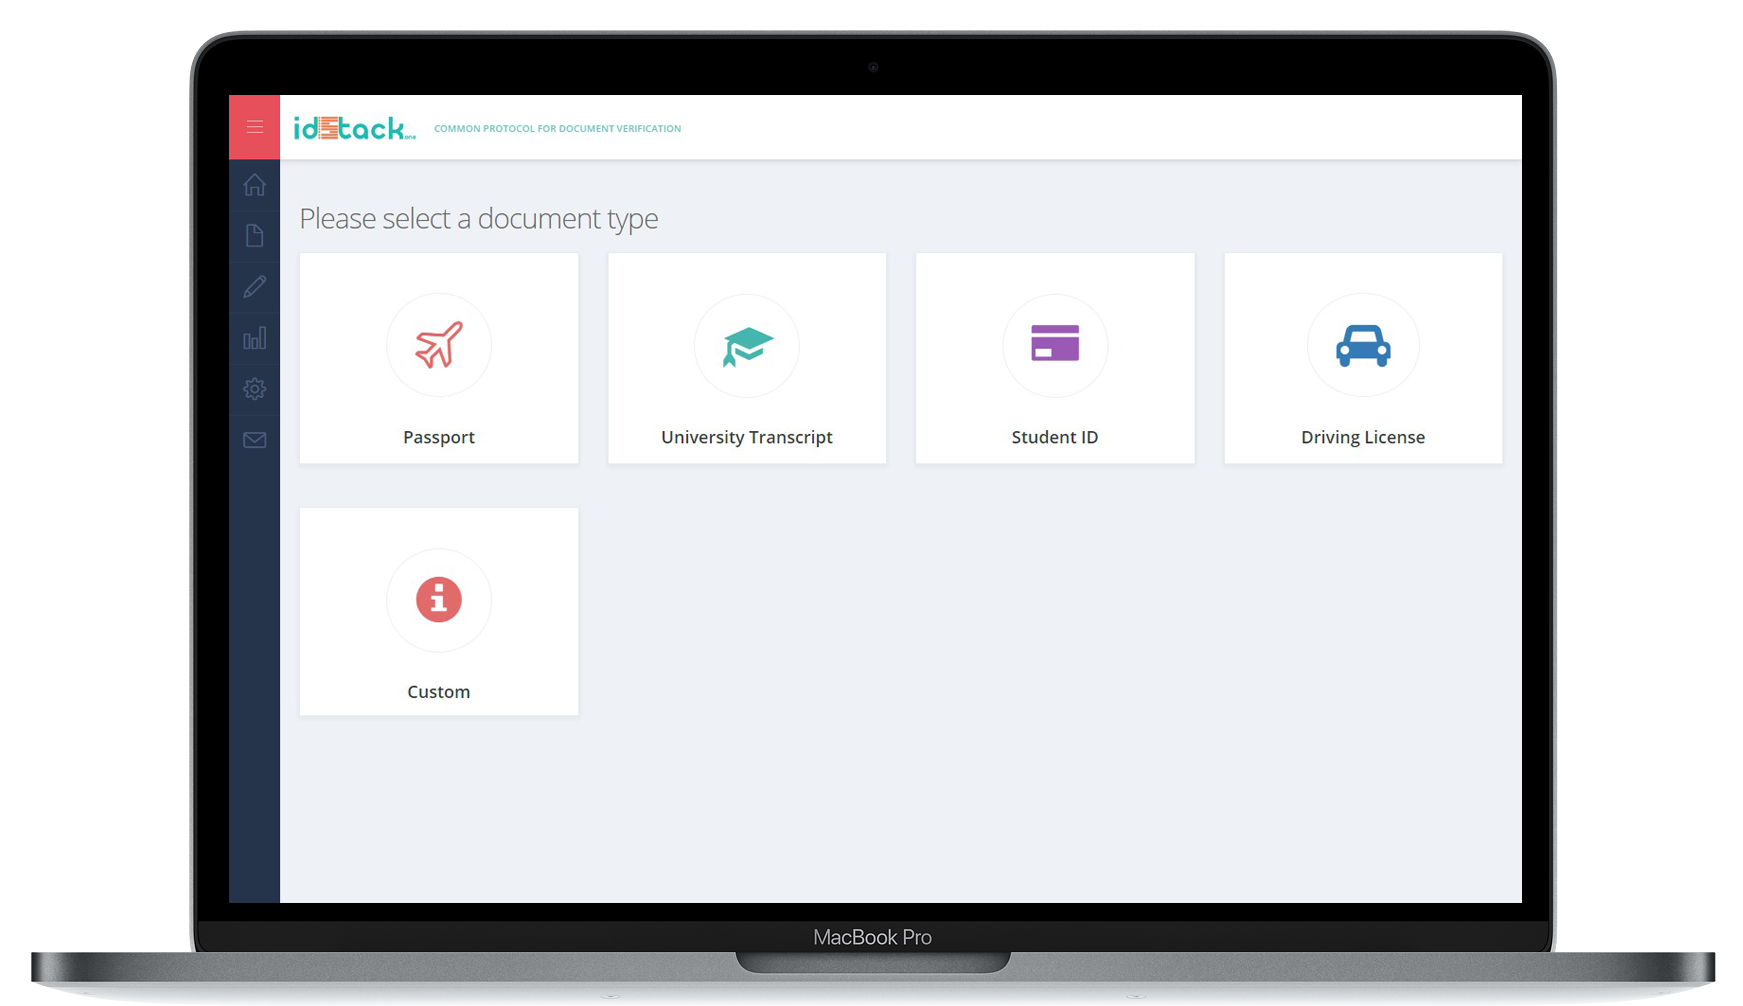 idstack.one
COMMON PROTOCOL FOR DOCUMENT VERIFICATION
Please select a document type
Passport
University Transcript
Student ID
Driving License
Custom
MacBook Pro